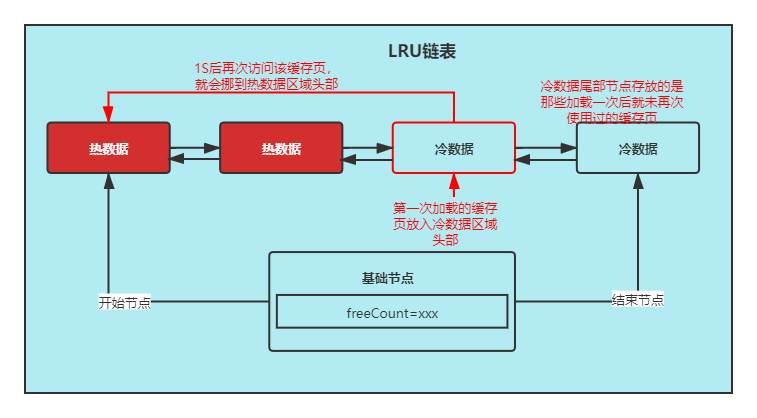 LRU链表
1S后再次访问该缓存页，
就会挪到热数据区域头部
冷数据尾部节点存放的是
那些加载一次后就未再次
使用过的缓存页
热数据
热数据
冷数据
冷数据
第一次加载的缓存
页放入冷数据区域
头部
基础节点
freeCount=xxx
开始节点
结束节点